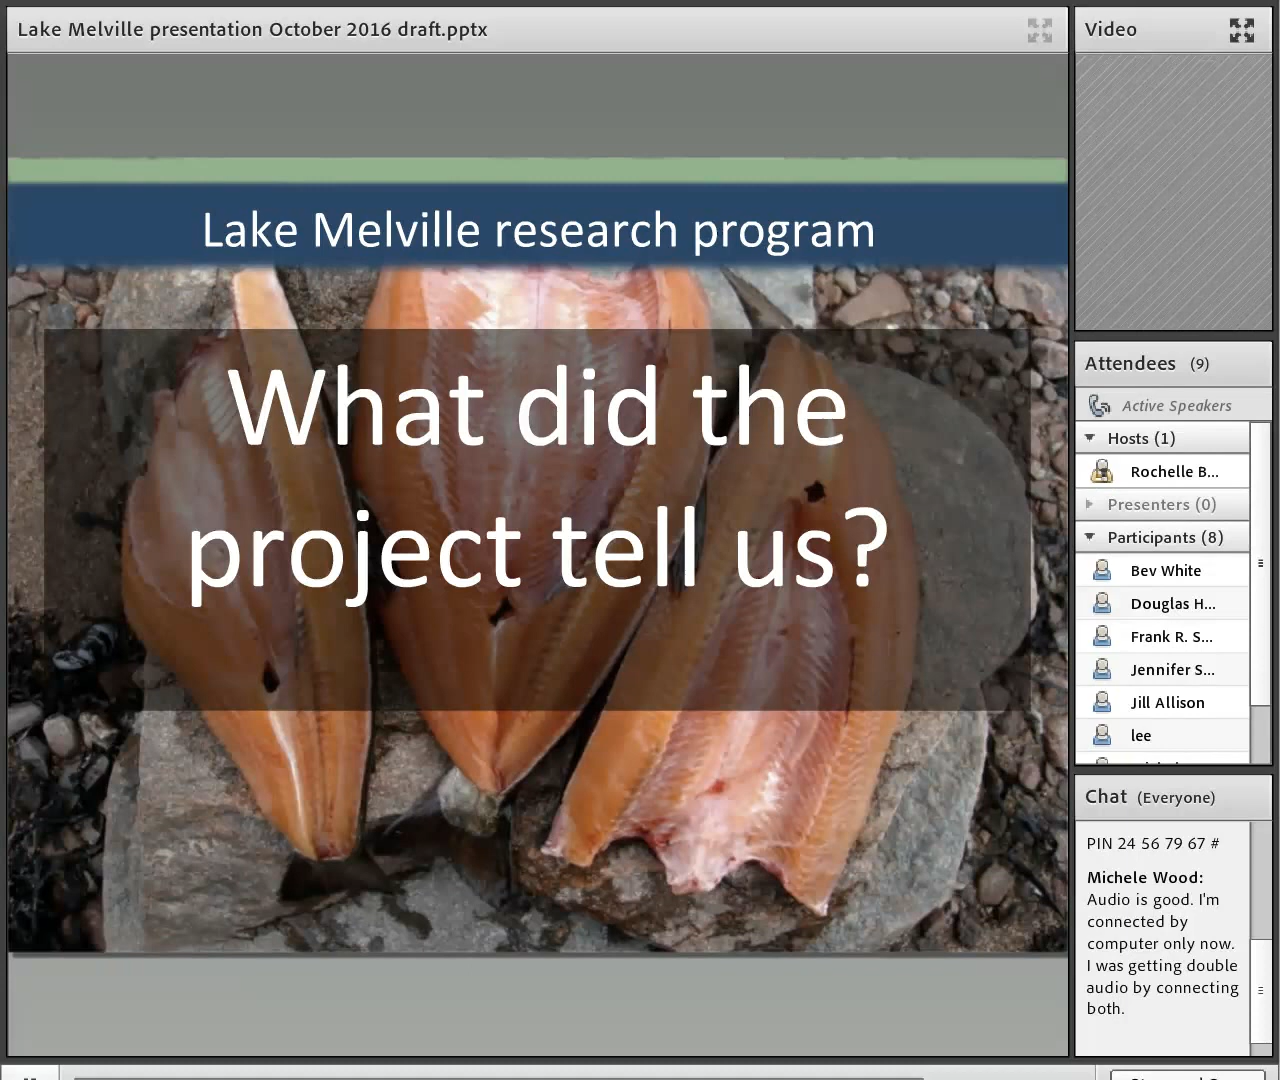 Lake Melville presentation October 2016 draft.pptx
Lake Melville research program
What did the
project tell us?
Video
Attendees (9)
Active Speakers
Hosts (1)
Rochelle B...
Presenters (0)
Participants (8)
Bev White
Douglas H...
Frank R. S...
Jennifer S...
Jill Allison
lee
Chat (Everyone)
PIN 24 56 79 67 #
Michele Wood:
Audio is good. I'm
connected by
computer only now.
I was getting double
audio by connecting
both.